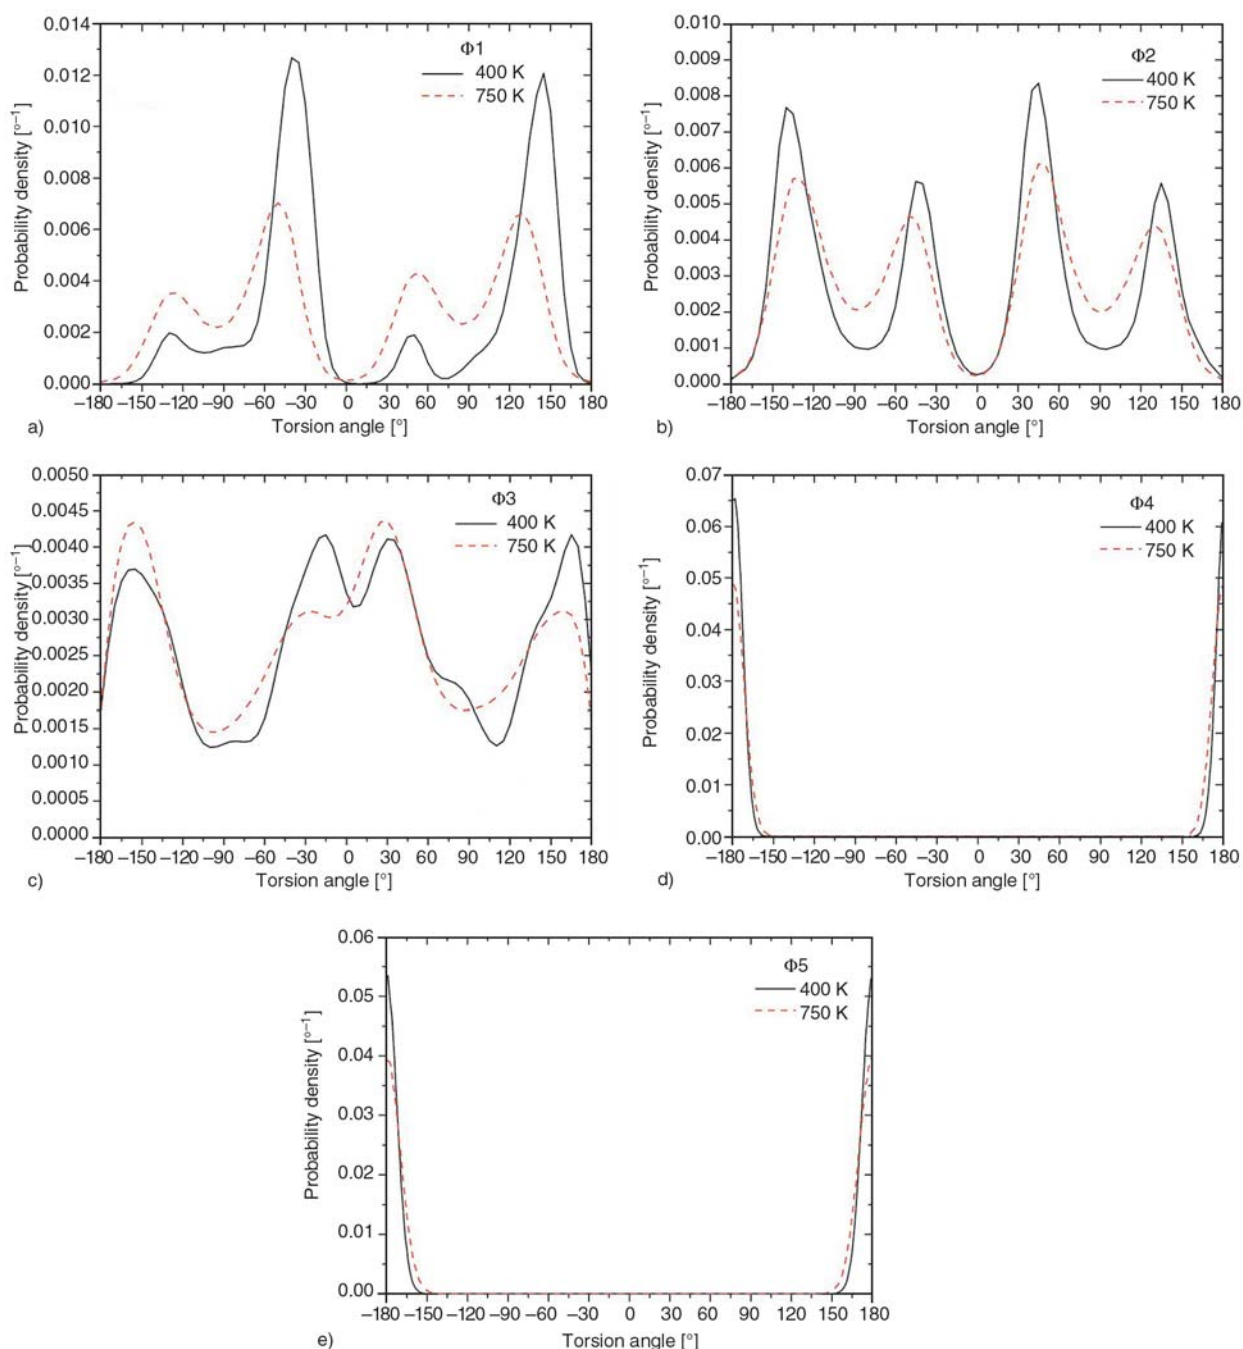 Φ1
400 K
750 K
Probability density [°⁻¹]
0.014
0.012
0.010
0.008
0.006
0.004
0.002
0.000
−180 −150 −120 −90 −60 −30 0 30 60 90 120 150 180
Torsion angle [°]
a)
Φ2
400 K
750 K
Probability density [°⁻¹]
0.010
0.009
0.008
0.007
0.006
0.005
0.004
0.003
0.002
0.001
0.000
−180 −150 −120 −90 −60 −30 0 30 60 90 120 150 180
Torsion angle [°]
b)
Φ3
400 K
750 K
Probability density [°⁻¹]
0.0050
0.0045
0.0040
0.0035
0.0030
0.0025
0.0020
0.0015
0.0010
0.0005
0.0000
−180 −150 −120 −90 −60 −30 0 30 60 90 120 150 180
Torsion angle [°]
c)
Φ4
400 K
750 K
Probability density [°⁻¹]
0.07
0.06
0.05
0.04
0.03
0.02
0.01
0.00
−180 −150 −120 −90 −60 −30 0 30 60 90 120 150 180
Torsion angle [°]
d)
Φ5
400 K
750 K
Probability density [°⁻¹]
0.06
0.05
0.04
0.03
0.02
0.01
0.00
−180 −150 −120 −90 −60 −30 0 30 60 90 120 150 180
Torsion angle [°]
e)